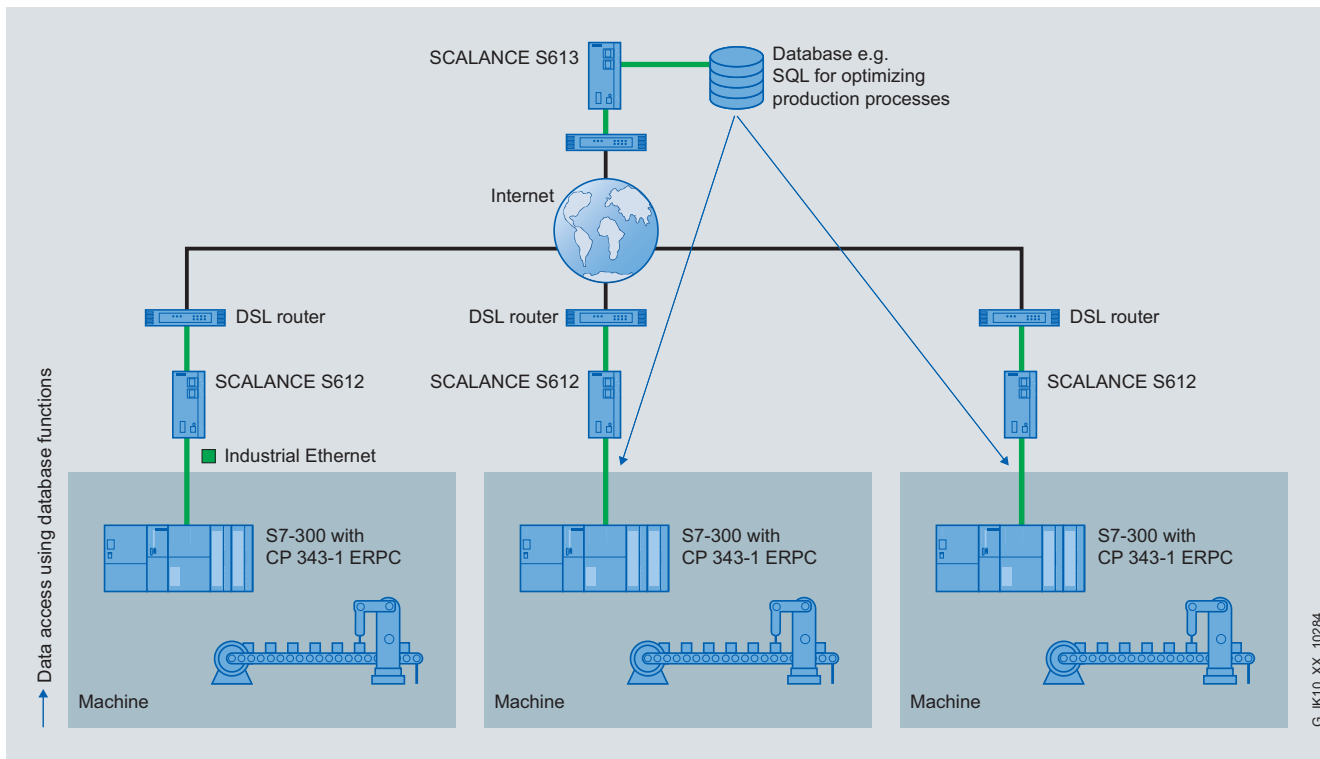 SCALANCE S613
Database e.g.
SQL for optimizing
production processes
Internet
DSL router
DSL router
DSL router
SCALANCE S612
SCALANCE S612
SCALANCE S612
Industrial Ethernet
Data access using database functions
S7-300 with
CP 343-1 ERPC
S7-300 with
CP 343-1 ERPC
S7-300 with
CP 343-1 ERPC
Machine
Machine
Machine
G_IK10_XX_10284